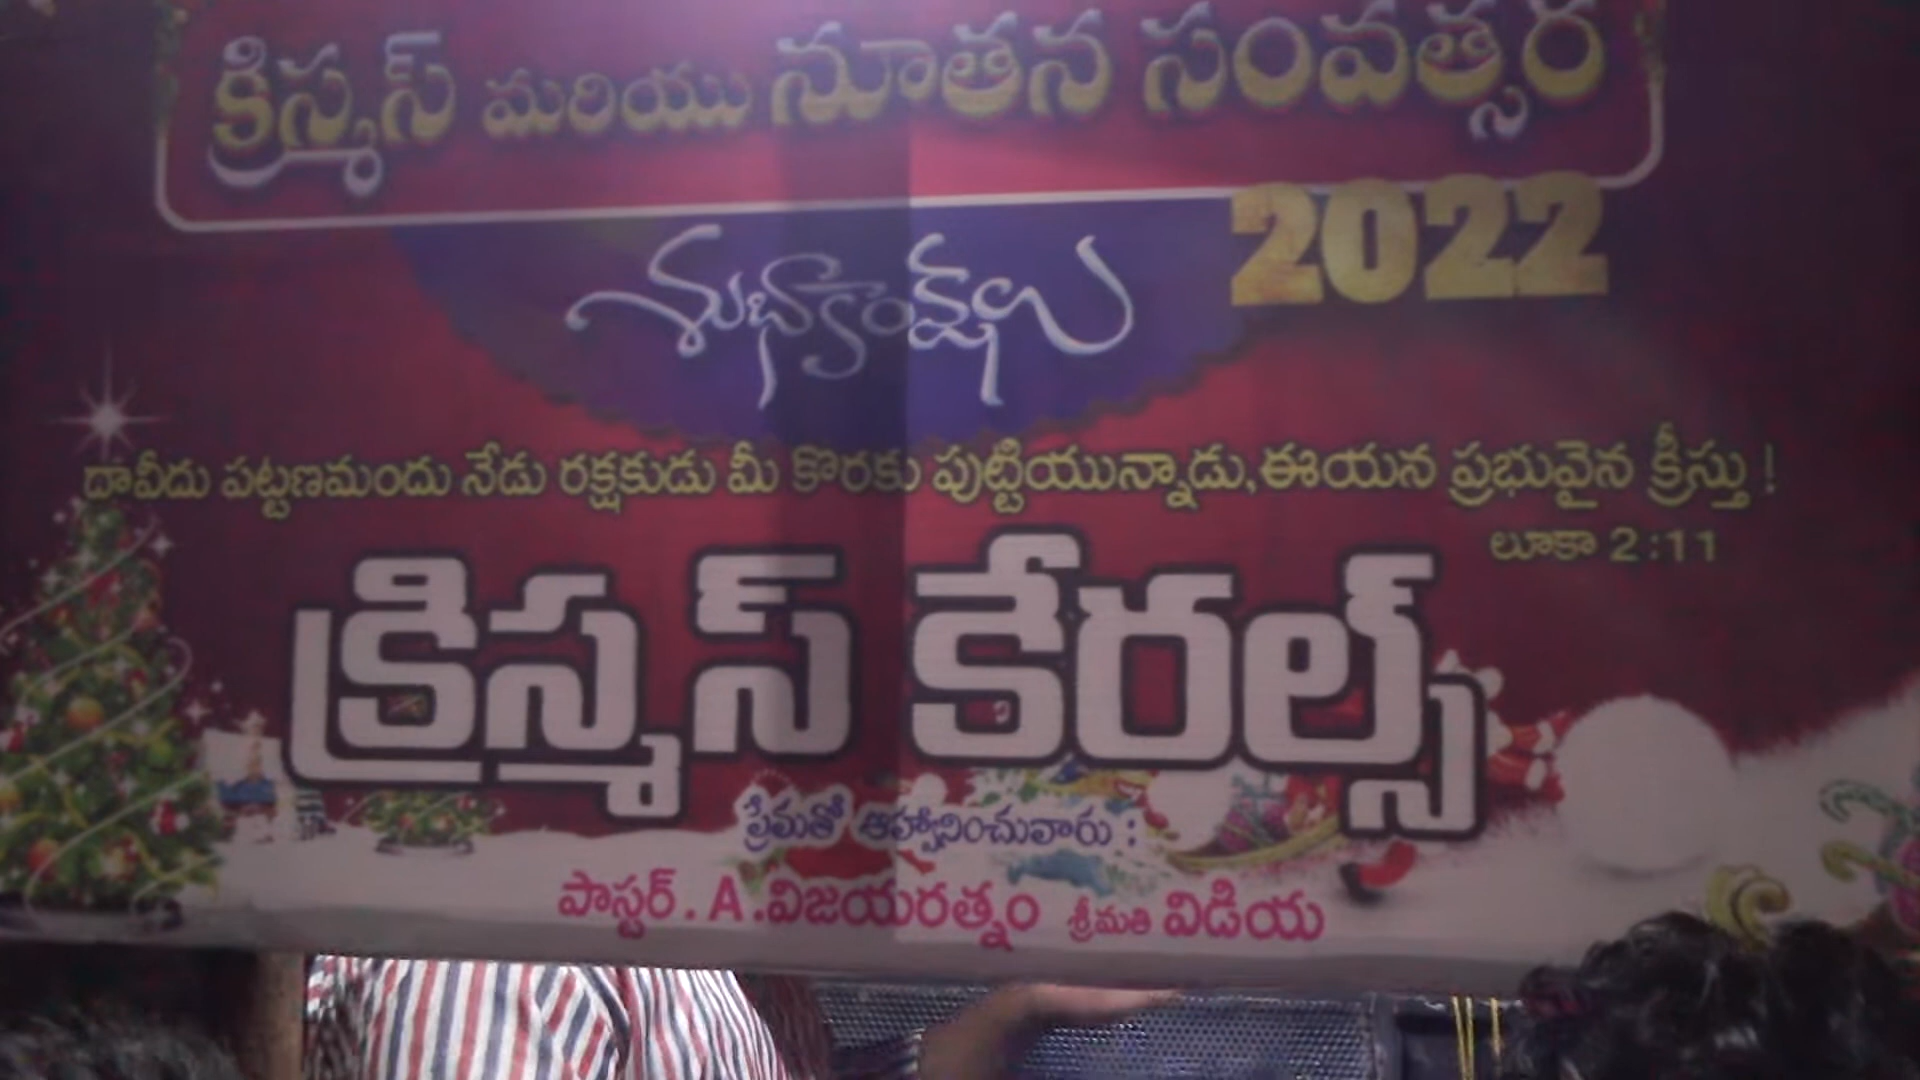 క్రిస్మస్ మరియు నూతన సంవత్సర
2022
శుభాకాంక్షలు
దావీదు పట్టణమందు నేడు రక్షకుడు మీ కొరకు పుట్టియున్నాడు,ఈయన ప్రభువైన క్రీస్తు !
లూకా 2:11
క్రిస్మస్ కేరల్స్
ప్రేమతో ఆహ్వానించువారు :
పాస్టర్. A.విజయరత్నం శ్రీమతి విడియ